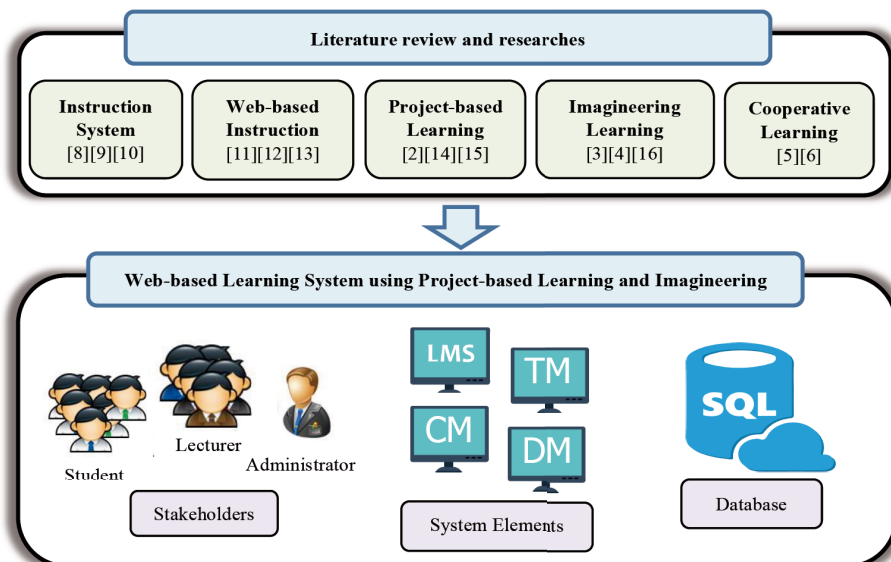 Literature review and researches
Instruction
System
[8][9][10]
Web-based
Instruction
[11][12][13]
Project-based
Learning
[2][14][15]
Imagineering
Learning
[3][4][16]
Cooperative
Learning
[5][6]
Web-based Learning System using Project-based Learning and Imagineering
Student
Lecturer
Administrator
Stakeholders
LMS
TM
CM
DM
System Elements
SQL
Database